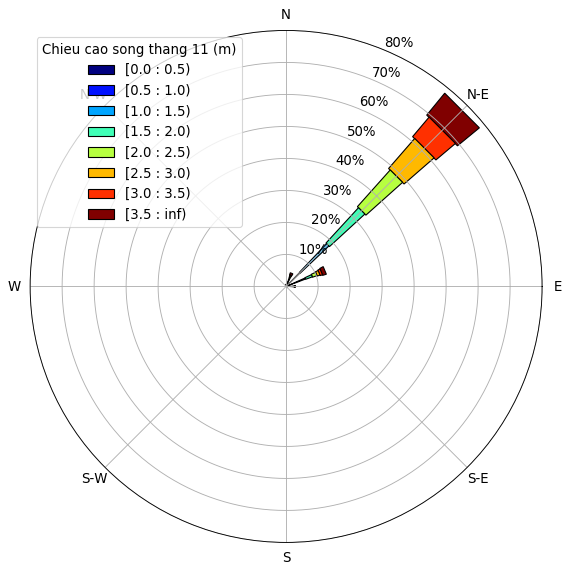 N
80%
Chieu cao song thang 11 (m)
[0.0 : 0.5)
[0.5 : 1.0)
[1.0 : 1.5)
[1.5 : 2.0)
[2.0 : 2.5)
[2.5 : 3.0)
[3.0 : 3.5)
[3.5 : inf)
70%
60%
50%
40%
30%
20%
10%
N-W
N-E
W
E
S-W
S-E
S